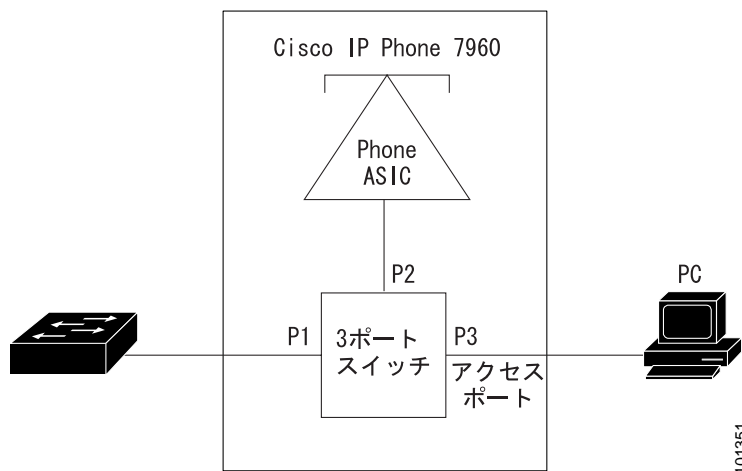 Cisco IP Phone 7960
Phone
ASIC
P2
PC
P1
3ポート
スイッチ
P3
アクセス
ポート
101351